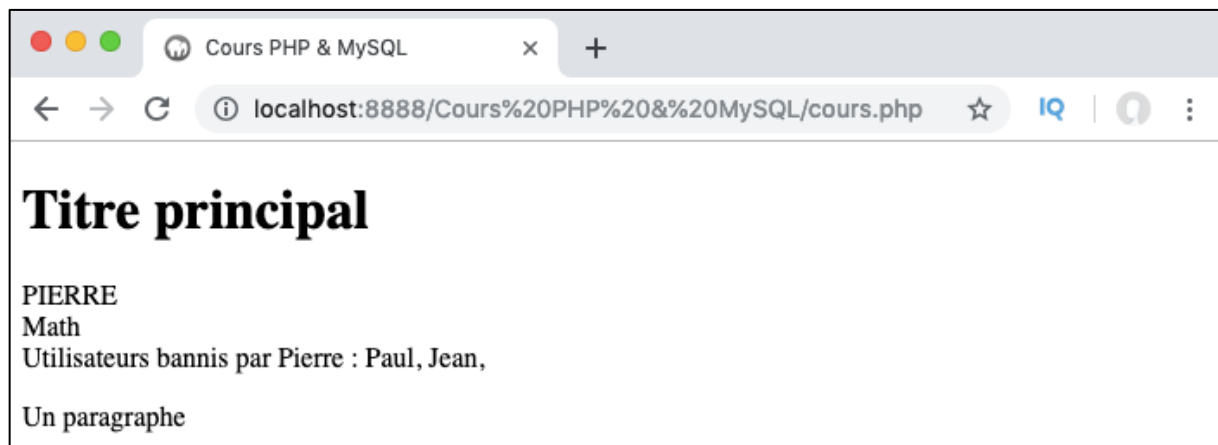 Cours PHP & MySQL
localhost:8888/Cours%20PHP%20&%20MySQL/cours.php
IQ
Titre principal
PIERRE
Math
Utilisateurs bannis par Pierre : Paul, Jean,
Un paragraphe